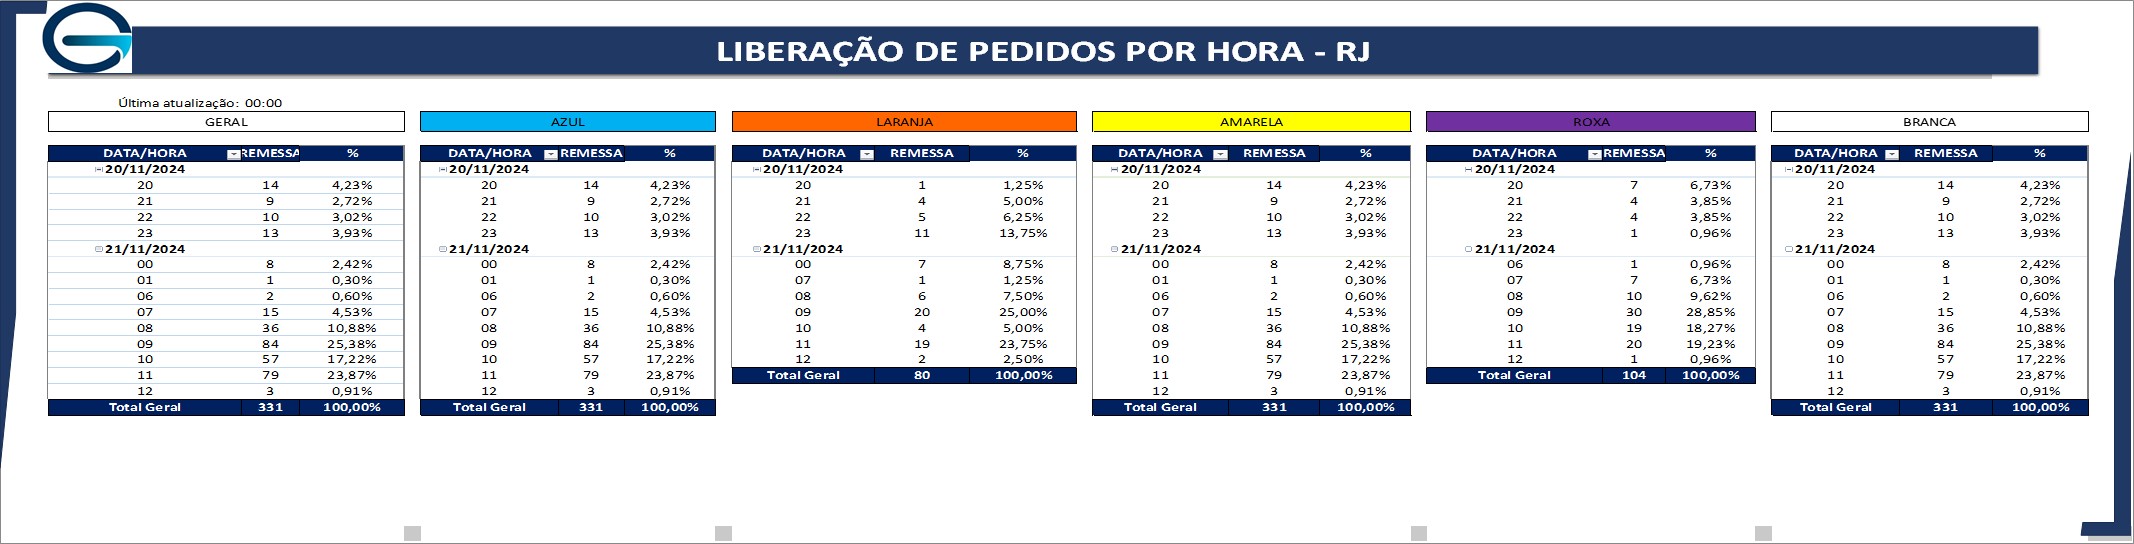 LIBERAÇÃO DE PEDIDOS POR HORA - RJ
Última atualização: 00:00
GERAL AZUL LARANJA AMARELA ROXA BRANCA
DATA/HORA REMESSA % DATA/HORA REMESSA % DATA/HORA REMESSA % DATA/HORA REMESSA % DATA/HORA REMESSA % DATA/HORA REMESSA %
20/11/2024 20/11/2024 20/11/2024 20/11/2024 20/11/2024 20/11/2024
20 14 4,23% 20 14 4,23% 20 1 1,25% 20 14 4,23% 20 7 6,73% 20 14 4,23%
21 9 2,72% 21 9 2,72% 21 4 5,00% 21 9 2,72% 21 4 3,85% 21 9 2,72%
22 10 3,02% 22 10 3,02% 22 5 6,25% 22 10 3,02% 22 4 3,85% 22 10 3,02%
23 13 3,93% 23 13 3,93% 23 11 13,75% 23 13 3,93% 23 1 0,96% 23 13 3,93%
21/11/2024 21/11/2024 21/11/2024 21/11/2024 21/11/2024 21/11/2024
00 8 2,42% 00 8 2,42% 00 7 8,75% 00 8 2,42% 06 1 0,96% 00 8 2,42%
01 1 0,30% 01 1 0,30% 07 1 1,25% 01 1 0,30% 07 7 6,73% 01 1 0,30%
06 2 0,60% 06 2 0,60% 08 6 7,50% 06 2 0,60% 08 10 9,62% 06 2 0,60%
07 15 4,53% 07 15 4,53% 09 20 25,00% 07 15 4,53% 09 30 28,85% 07 15 4,53%
08 36 10,88% 08 36 10,88% 10 4 5,00% 08 36 10,88% 10 19 18,27% 08 36 10,88%
09 84 25,38% 09 84 25,38% 11 19 23,75% 09 84 25,38% 11 20 19,23% 09 84 25,38%
10 57 17,22% 10 57 17,22% 12 2 2,50% 10 57 17,22% 12 1 0,96% 10 57 17,22%
11 79 23,87% 11 79 23,87% Total Geral 80 100,00% 11 79 23,87% Total Geral 104 100,00% 11 79 23,87%
12 3 0,91% 12 3 0,91% 12 3 0,91% 12 3 0,91%
Total Geral 331 100,00% Total Geral 331 100,00% Total Geral 331 100,00% Total Geral 331 100,00%